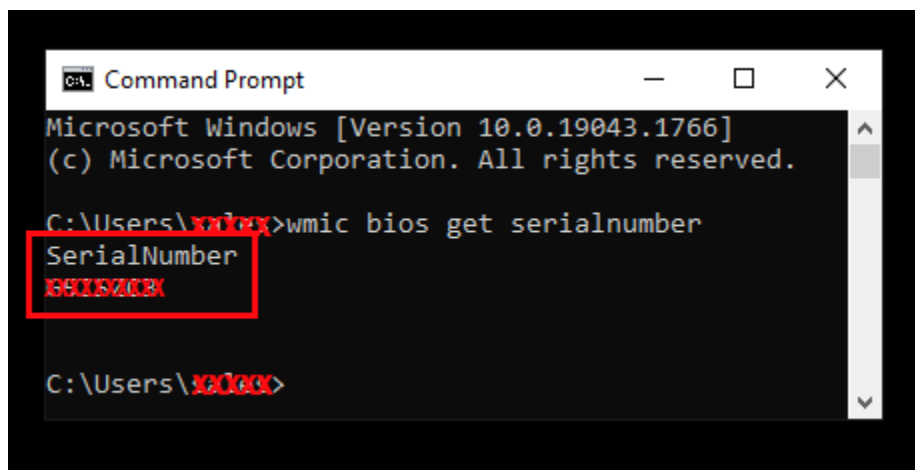 Command Prompt
Microsoft Windows [Version 10.0.19043.1766]
(c) Microsoft Corporation. All rights reserved.
C:\Users\>wmic bios get serialnumber
SerialNumber
C:\Users\>